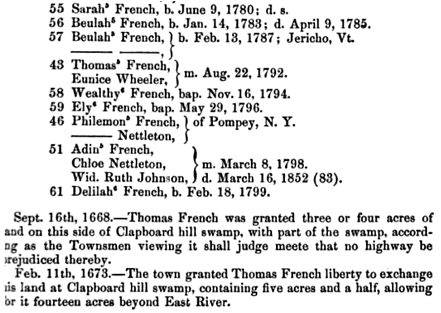 55 Sarah⁵ French, b. June 9, 1780; d. s.
56 Beulah⁵ French, b. Jan. 14, 1783; d. April 9, 1785.
57 Beulah⁵ French, } b. Feb. 13, 1787; Jericho, Vt.
——— ———, }
43 Thomas⁵ French, } m. Aug. 22, 1792.
Eunice Wheeler, }
58 Wealthy⁶ French, bap. Nov. 16, 1794.
59 Ely⁶ French, bap. May 29, 1796.
46 Philemon⁵ French, } of Pompey, N. Y.
——— Nettleton, }
51 Adin⁵ French,
Chloe Nettleton, } m. March 8, 1798.
Wid. Ruth Johnson, } d. March 16, 1852 (83).
61 Delilah⁶ French, b. Feb. 18, 1799.
Sept. 16th, 1668.—Thomas French was granted three or four acres of
and on this side of Clapboard hill swamp, with part of the swamp, accord-
ng as the Townsmen viewing it shall judge meete that no highway be
rejudiced thereby.
Feb. 11th, 1673.—The town granted Thomas French liberty to exchange
is land at Clapboard hill swamp, containing five acres and a half, allowing
or it fourteen acres beyond East River.